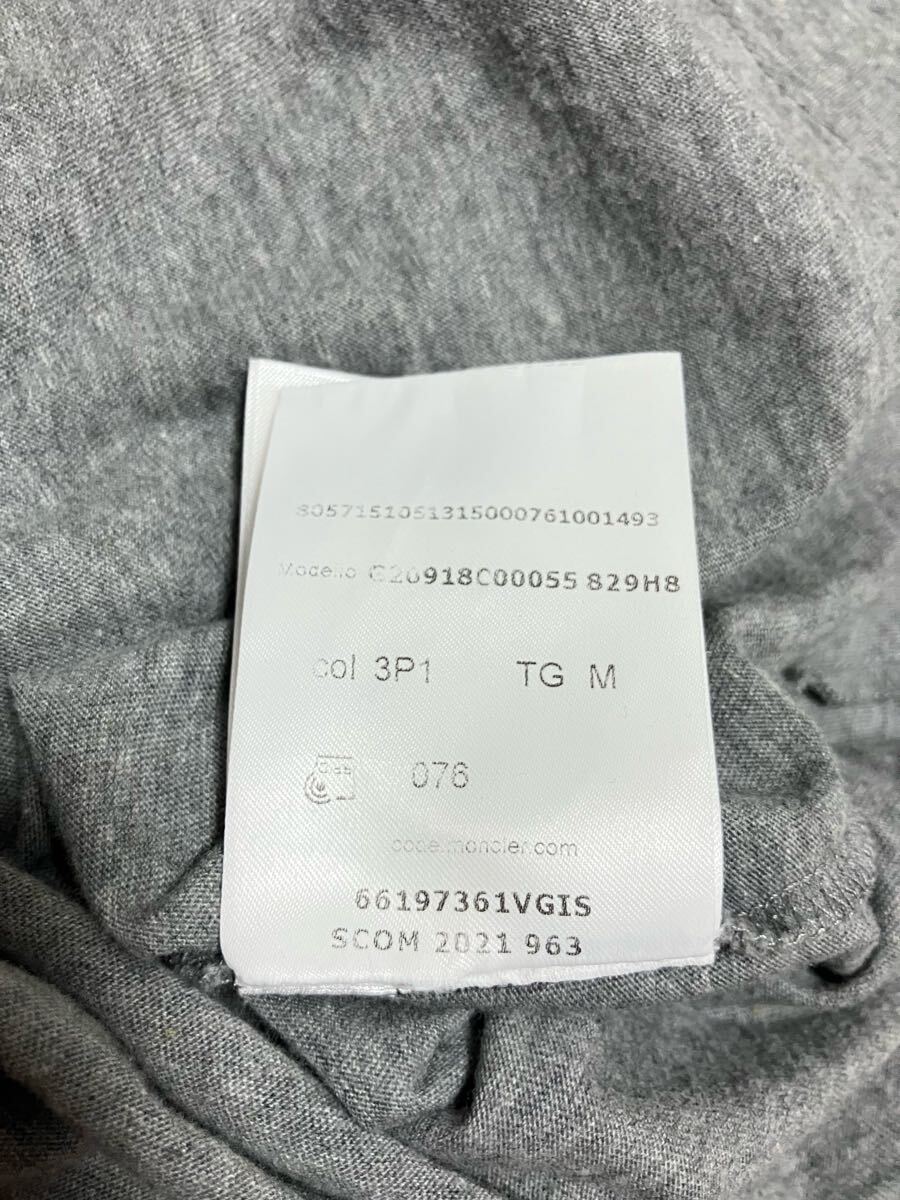 8057151051315000761001493
Modello G20918C00055 829H8
col 3P1 TG M
076
code.moncler.com
66197361VGIS
SCOM 2021 963